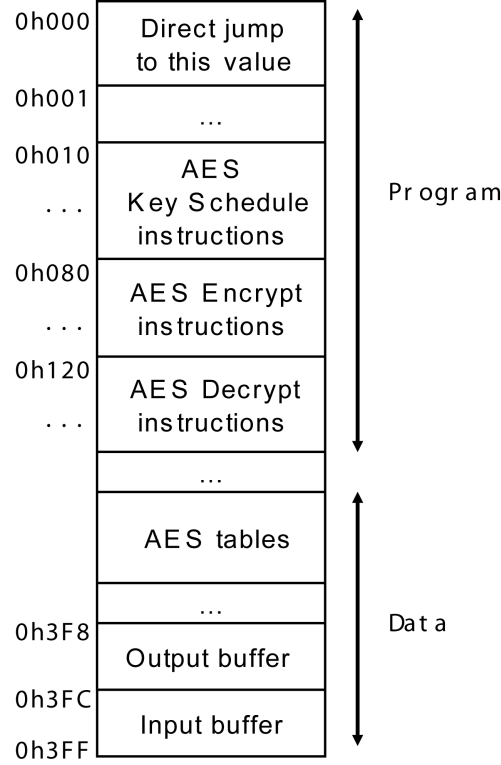 0h000
Direct jump
to this value
0h001
...
0h010
AES
Key Schedule
instructions
...
Program
0h080
AES Encrypt
instructions
...
0h120
AES Decrypt
instructions
...
...
AES tables
...
Data
0h3F8
Output buffer
0h3FC
Input buffer
0h3FF